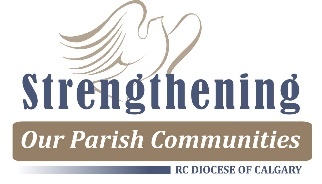 Strengthening
Our Parish Communities
RC DIOCESE OF CALGARY